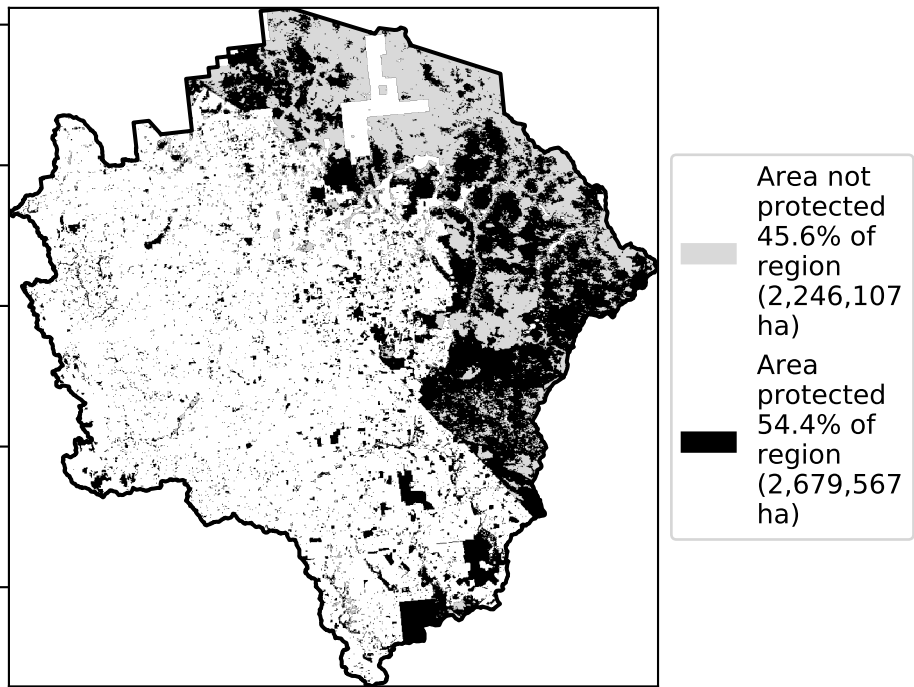 Area not
protected
45.6% of
region
(2,246,107
ha)
Area
protected
54.4% of
region
(2,679,567
ha)